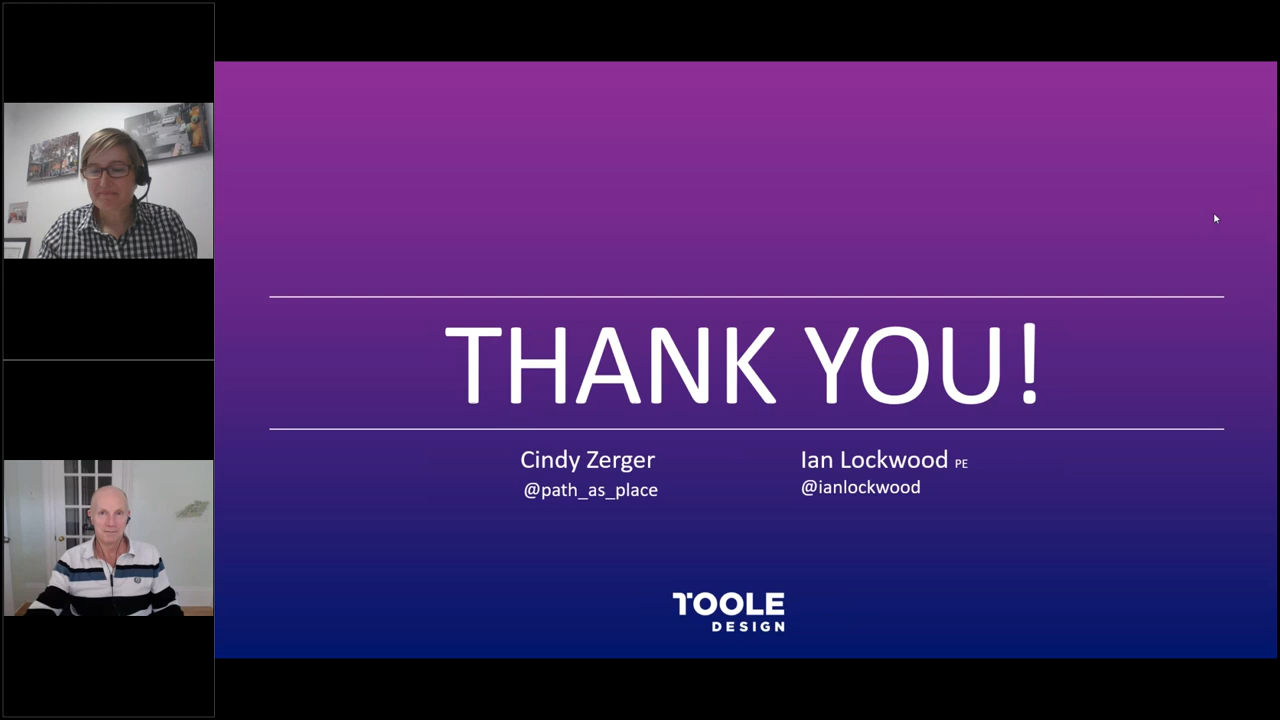 THANK YOU!
Cindy Zerger
@path_as_place
Ian Lockwood PE
@ianlockwood
TOOLE
DESIGN